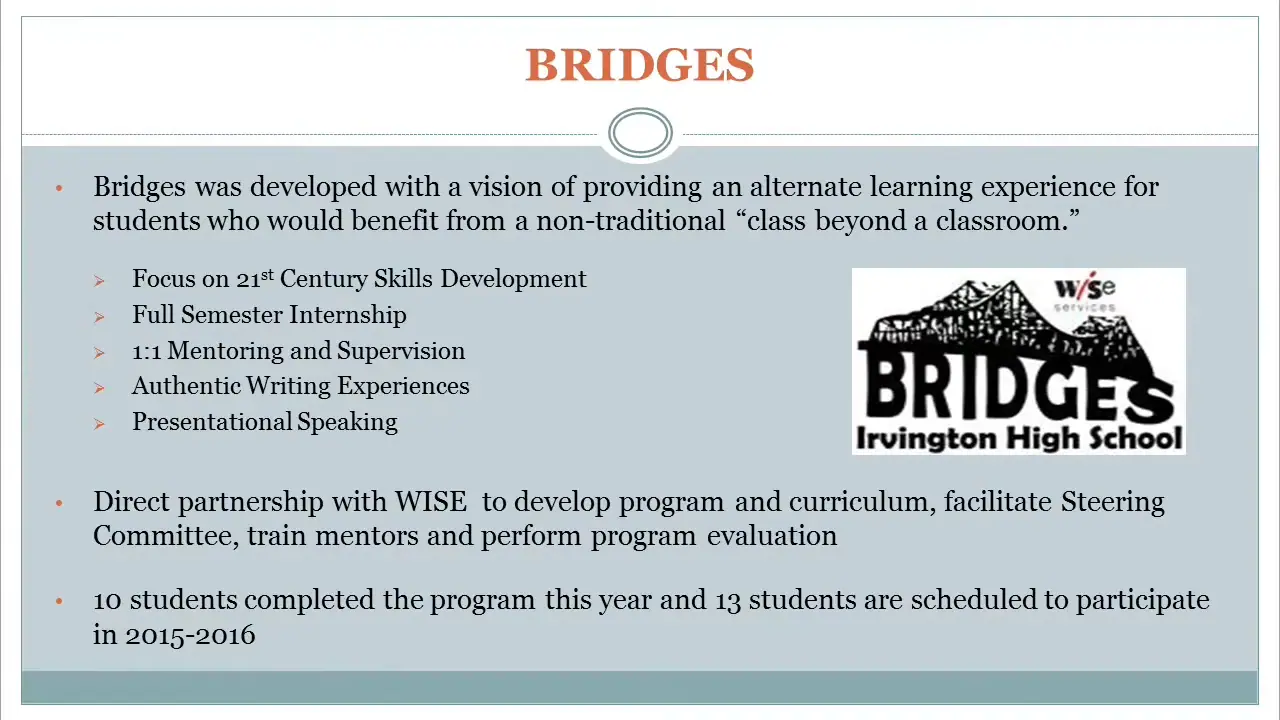 BRIDGES
• Bridges was developed with a vision of providing an alternate learning experience for
students who would benefit from a non-traditional “class beyond a classroom.”
➢ Focus on 21st Century Skills Development
➢ Full Semester Internship
➢ 1:1 Mentoring and Supervision
➢ Authentic Writing Experiences
➢ Presentational Speaking
wise
services
BRIDGES
Irvington High School
• Direct partnership with WISE to develop program and curriculum, facilitate Steering
Committee, train mentors and perform program evaluation
• 10 students completed the program this year and 13 students are scheduled to participate
in 2015-2016